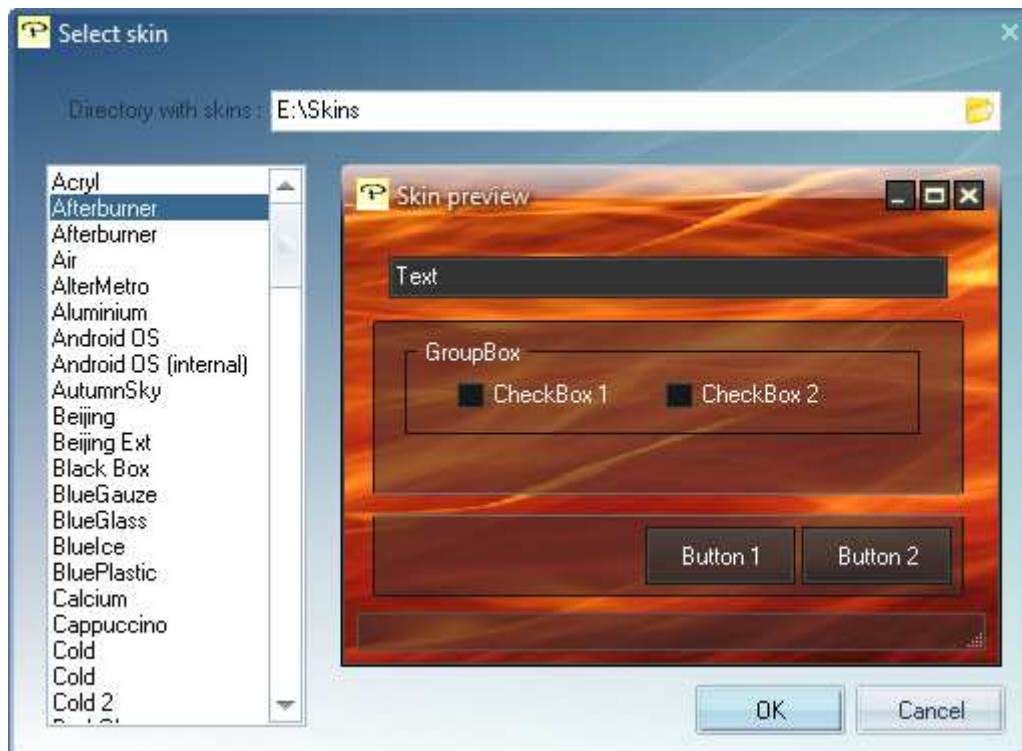 Select skin
Directory with skins : E:\Skins
Acryl
Afterburner
Afterburner
Air
AlterMetro
Aluminium
Android OS
Android OS (internal)
AutumnSky
Beijing
Beijing Ext
Black Box
BlueGauze
BlueGlass
BlueIce
BluePlastic
Calcium
Cappuccino
Cold
Cold
Cold 2
Skin preview
Text
GroupBox
CheckBox 1 CheckBox 2
Button 1 Button 2
OK Cancel